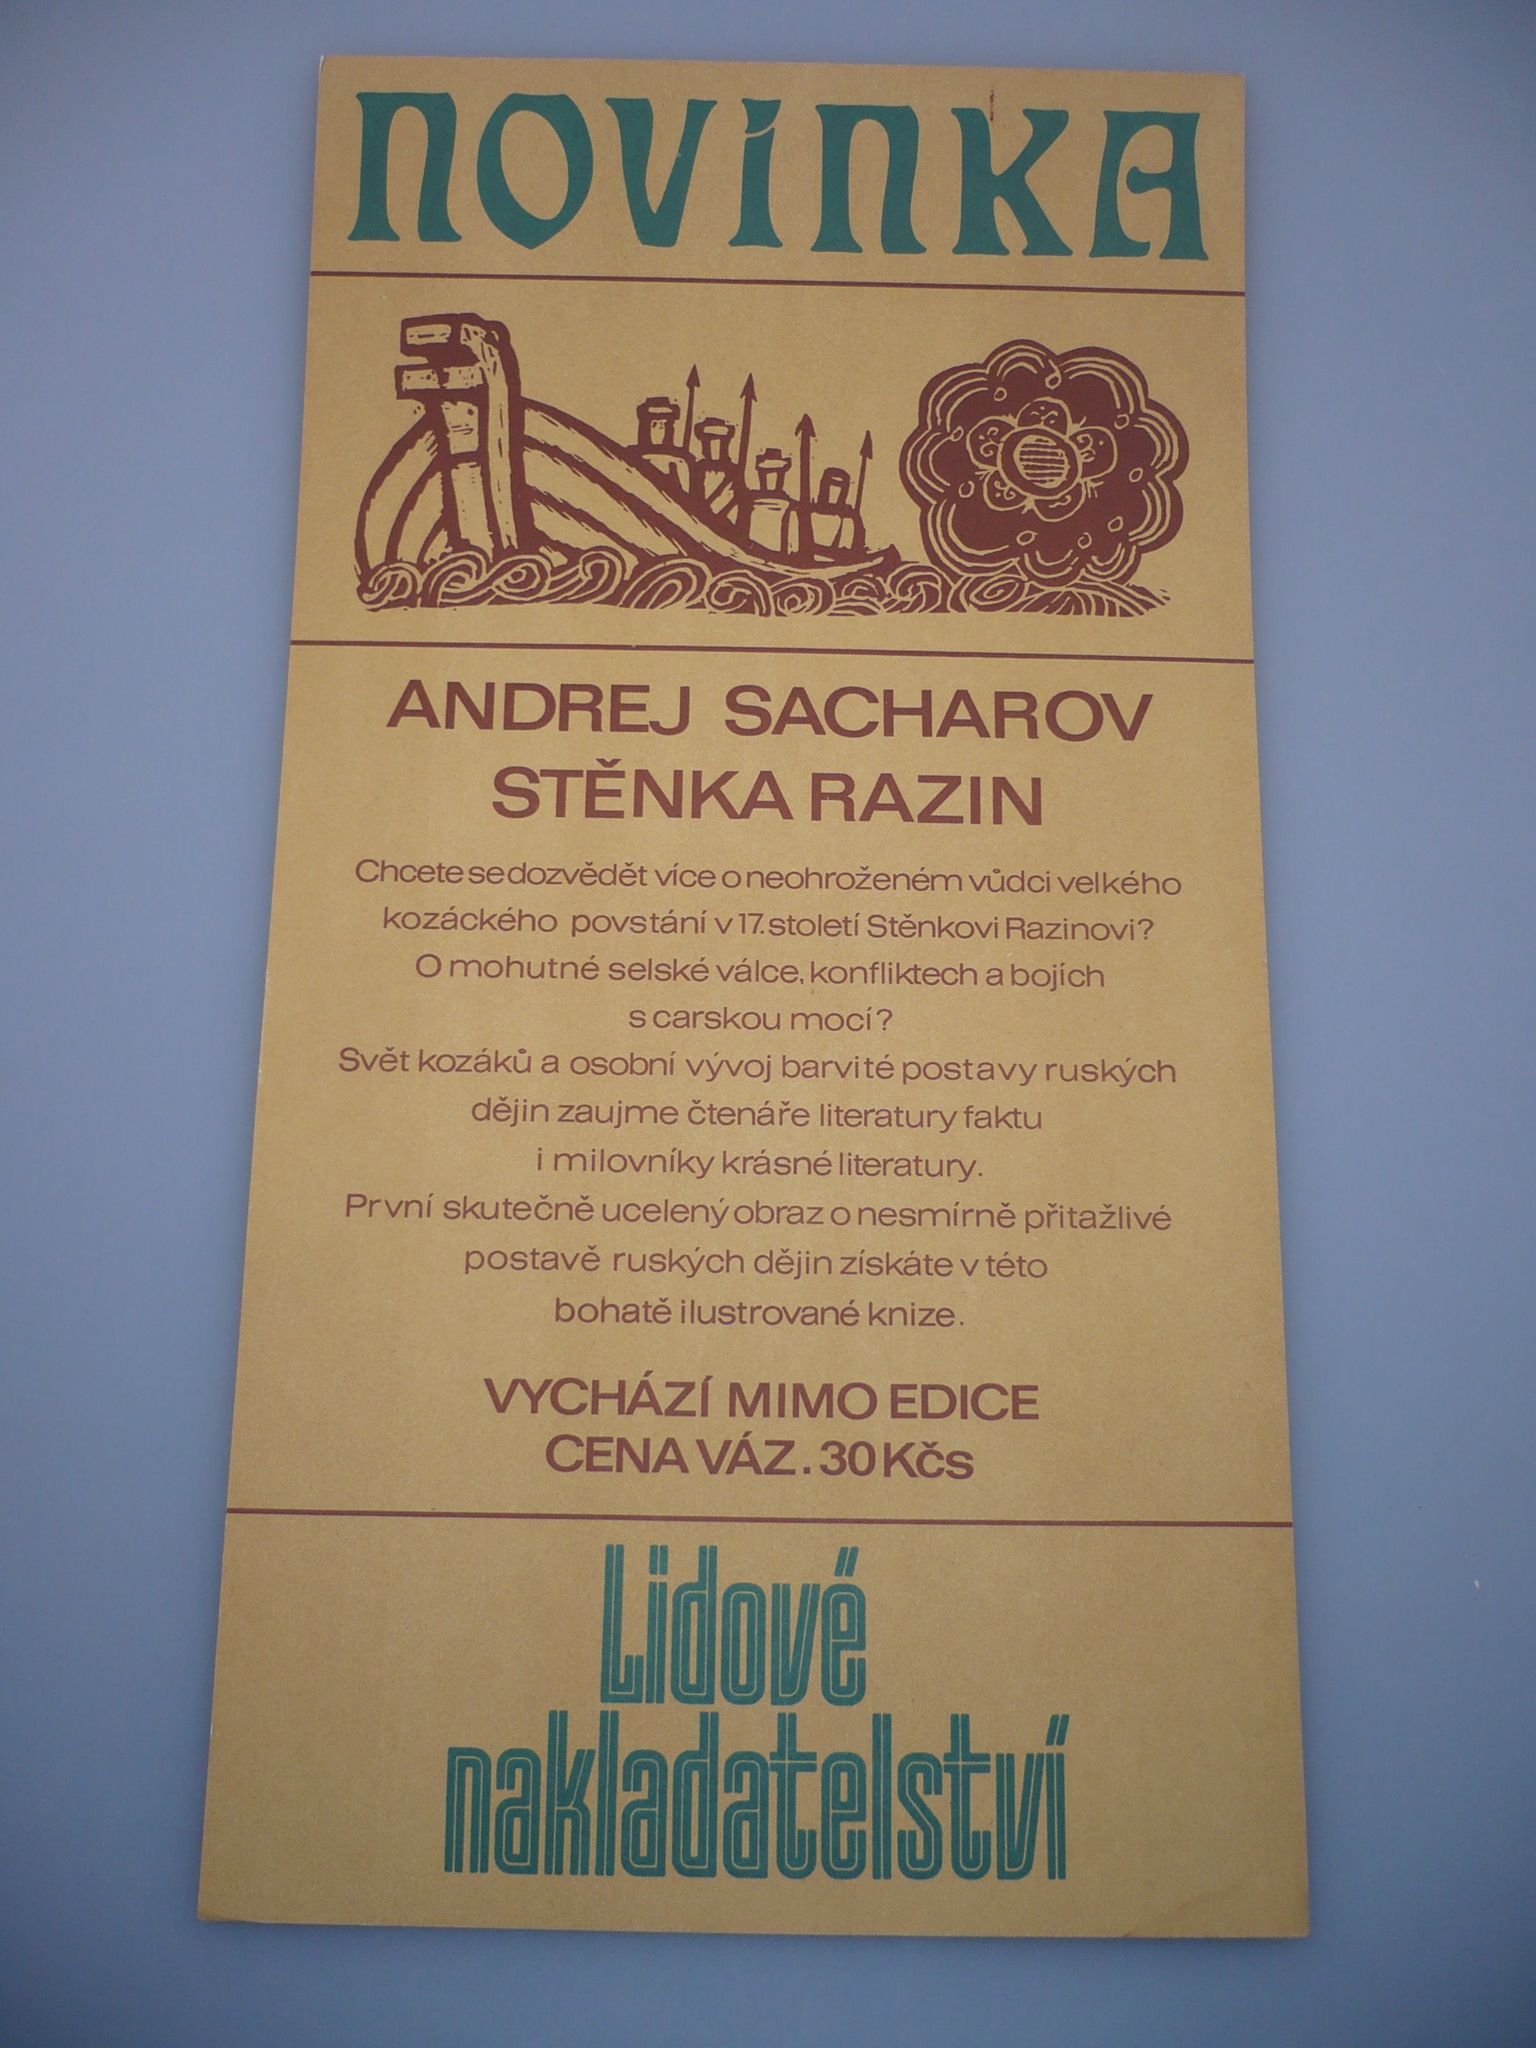 NOVINKA
ANDREJ SACHAROV
STĚNKA RAZIN
Chcete se dozvědět více o neohroženém vůdci velkého
kozáckého povstání v 17. století Stěnkovi Razinovi?
O mohutné selské válce, konfliktech a bojích
s carskou mocí?
Svět kozáků a osobní vývoj barvité postavy ruských
dějin zaujme čtenáře literatury faktu
i milovníky krásné literatury.
První skutečně ucelený obraz o nesmírně přitažlivé
postavě ruských dějin získáte v této
bohatě ilustrované knize.
VYCHÁZÍ MIMO EDICE
CENA VÁZ. 30 Kčs
Lidové
nakladatelství